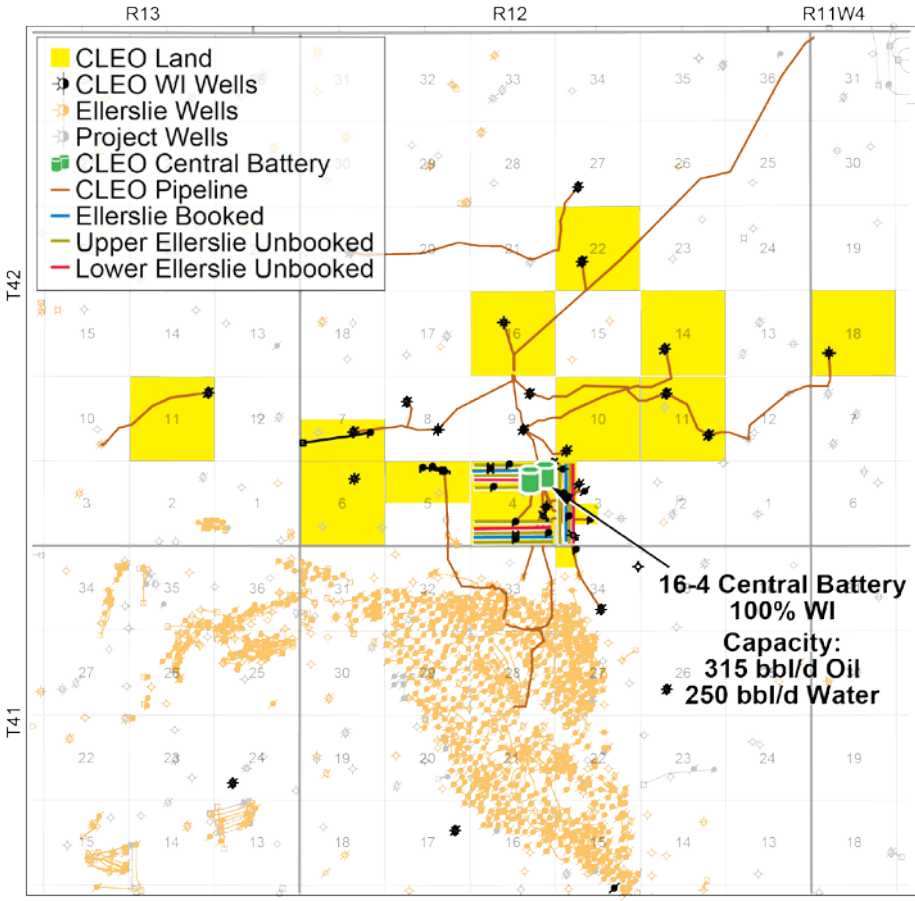 R13 R12 R11W4
CLEO Land
CLEO WI Wells
Ellerslie Wells
Project Wells
CLEO Central Battery
CLEO Pipeline
Ellerslie Booked
Upper Ellerslie Unbooked
Lower Ellerslie Unbooked
T42
T41
31 32 33 34 35 36 31
30 29 28 27 26 25 30
20 21 22 23 24 19
15 14 13 18 17 16 15 14 13 18
10 11 12 7 8 9 10 11 12 7
3 2 1 6 5 4 3 2 1 6
34 35 36 31 32 33 34
16-4 Central Battery
100% WI
Capacity:
315 bbl/d Oil
250 bbl/d Water
27 26 25 30 29 28 27 26 30
22 23 24 19 20 21 22 23 24 19
15 14 13 18 17 16 15 14 13 18